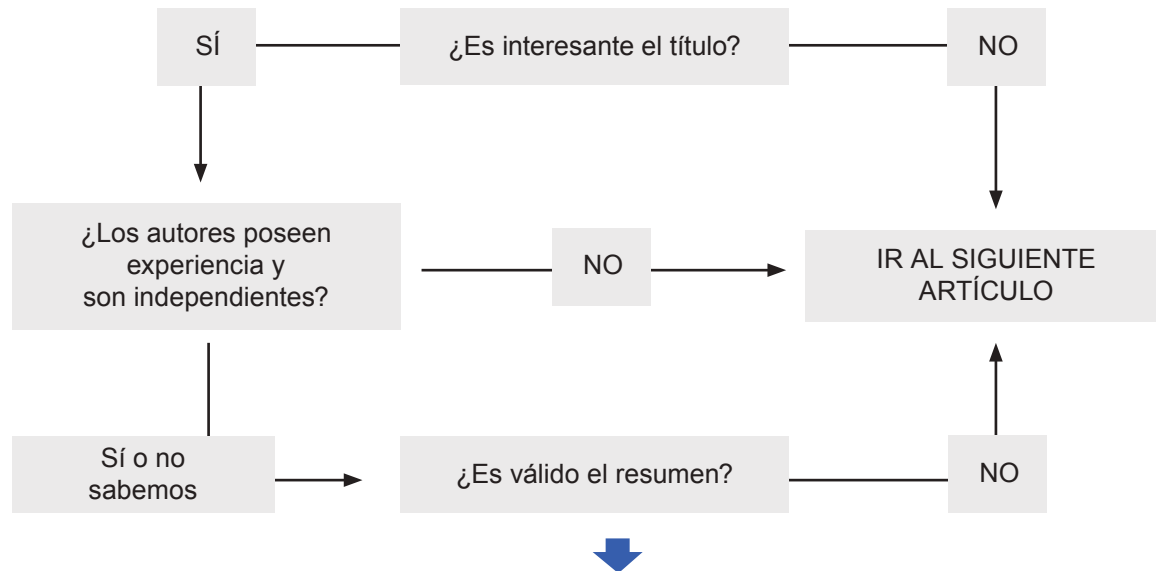 SÍ
¿Es interesante el título?
NO
¿Los autores poseen
experiencia y
son independientes?
NO
IR AL SIGUIENTE
ARTÍCULO
Sí o no
sabemos
¿Es válido el resumen?
NO